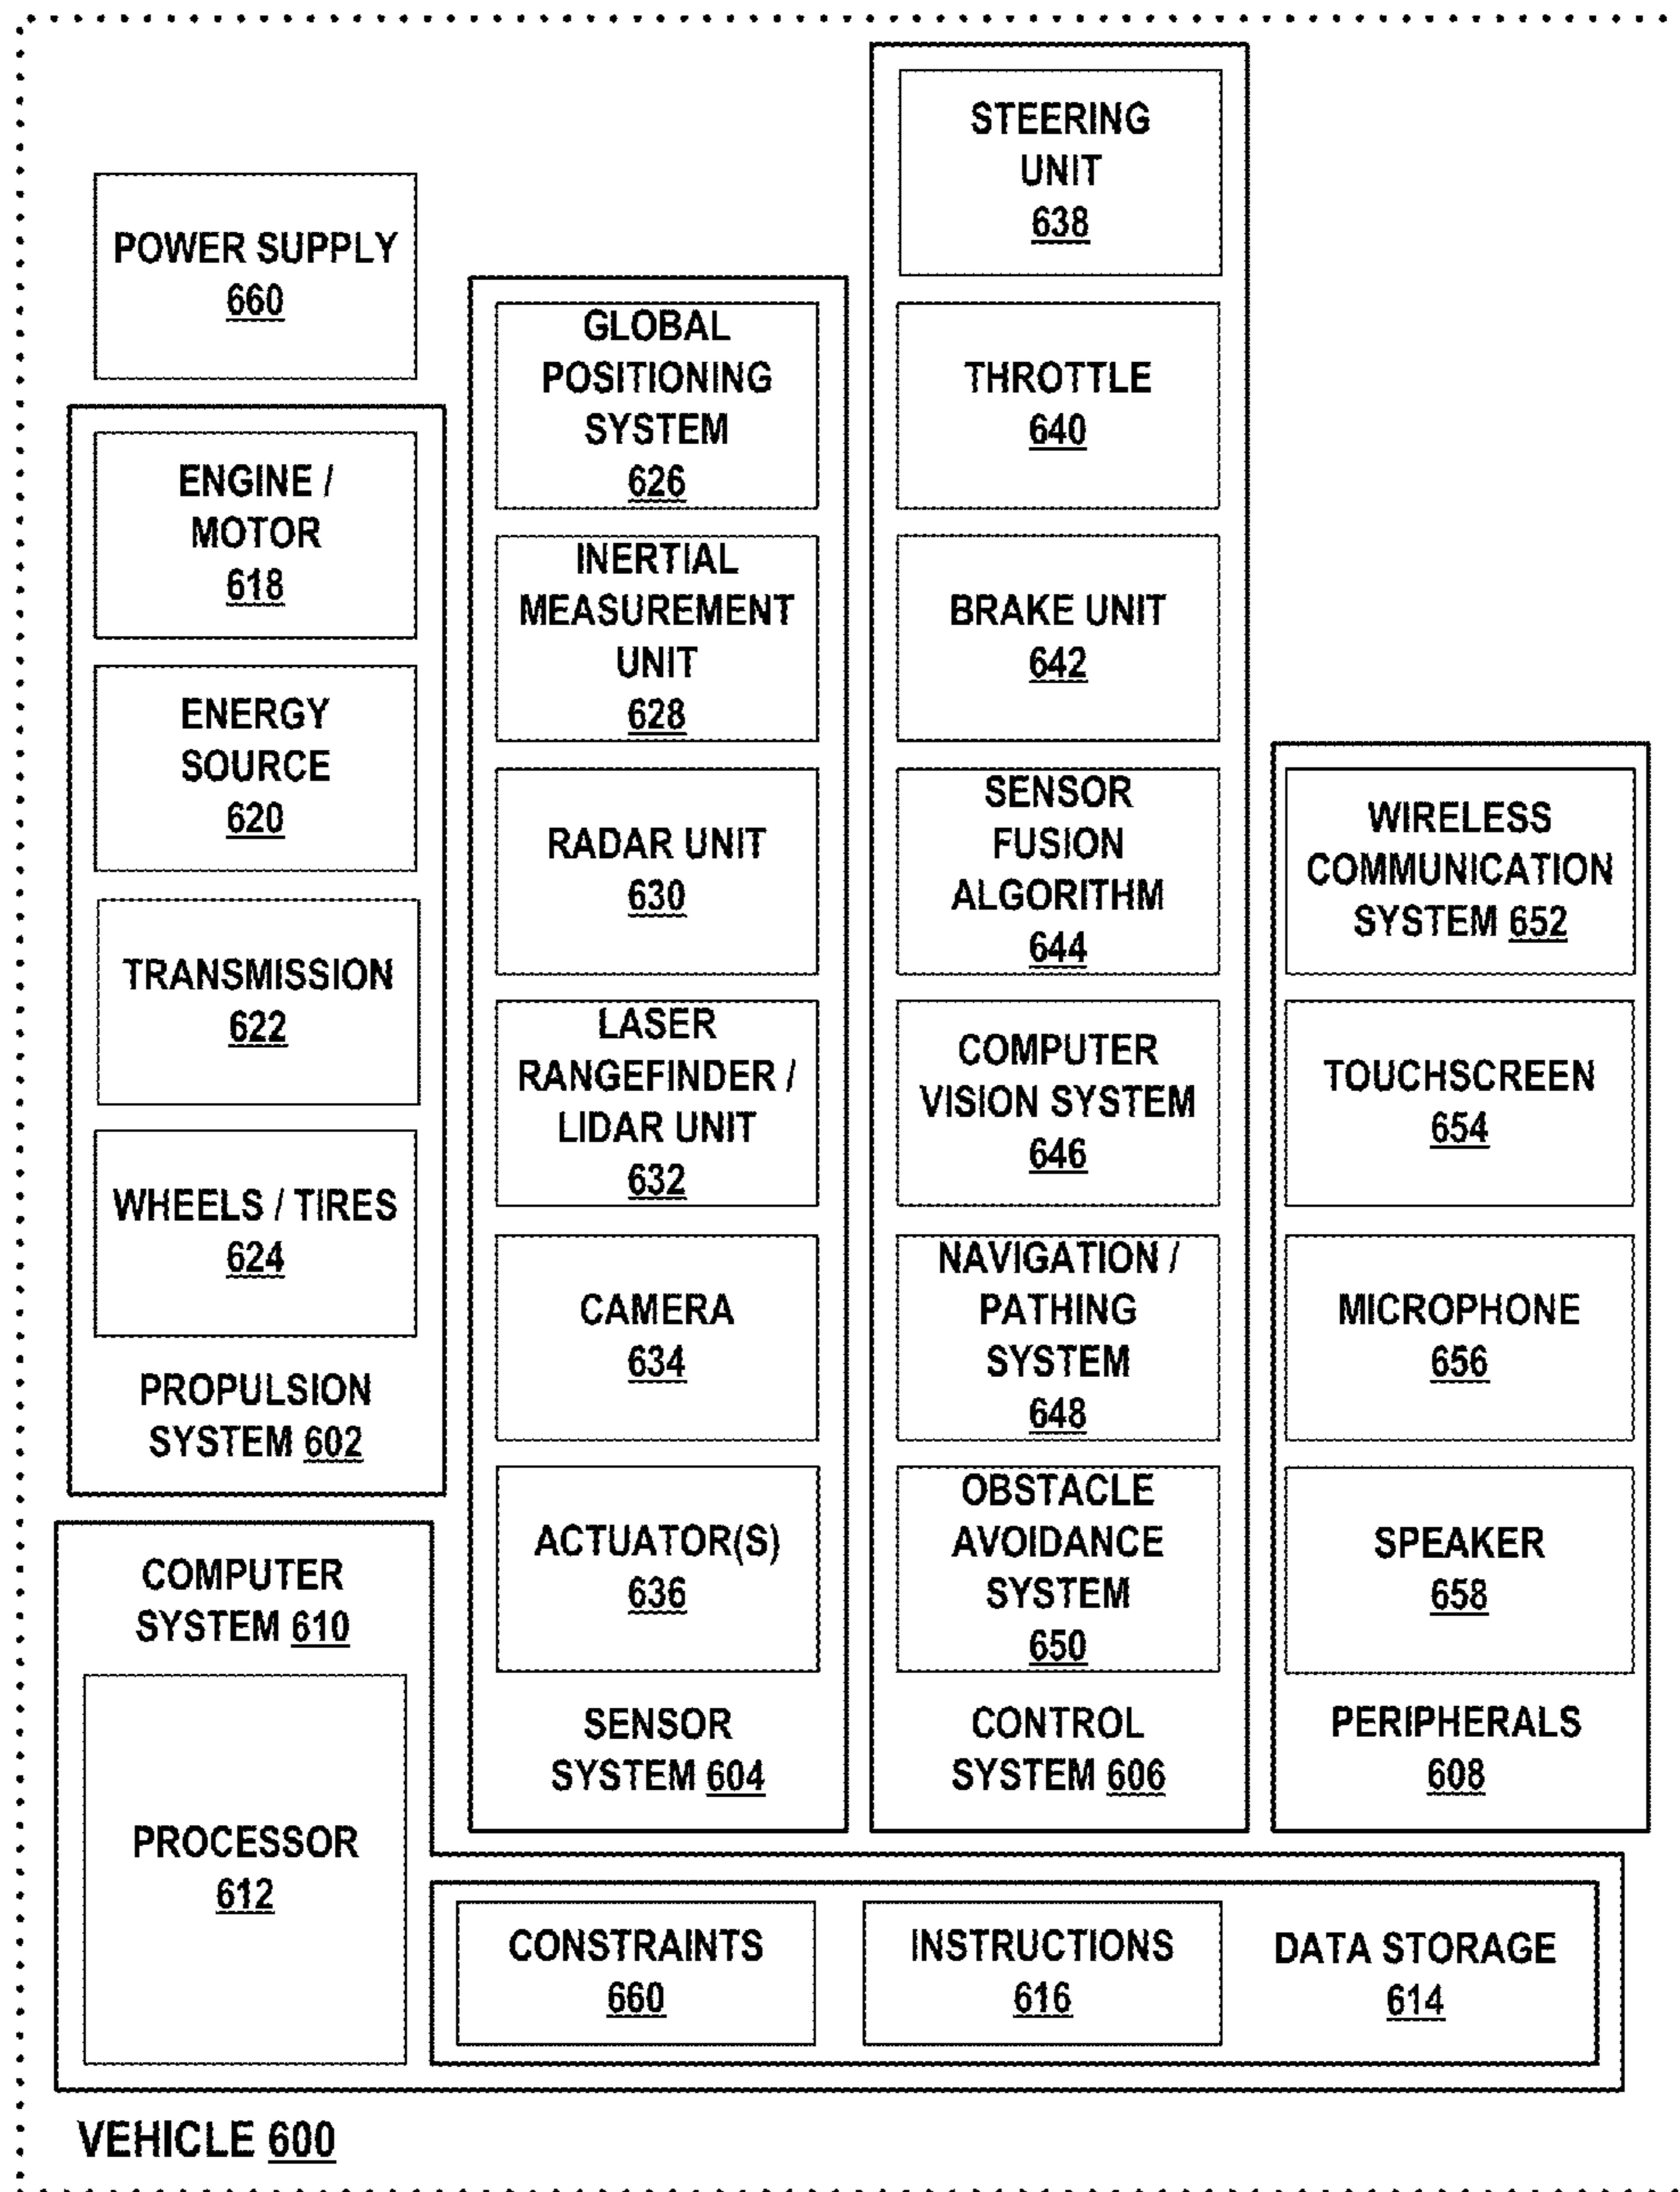 POWER SUPPLY
660
ENGINE /
MOTOR
618
ENERGY
SOURCE
620
TRANSMISSION
622
WHEELS / TIRES
624
PROPULSION
SYSTEM 602
GLOBAL
POSITIONING
SYSTEM
626
INERTIAL
MEASUREMENT
UNIT
628
RADAR UNIT
630
LASER
RANGEFINDER /
LIDAR UNIT
632
CAMERA
634
ACTUATOR(S)
636
SENSOR
SYSTEM 604
STEERING
UNIT
638
THROTTLE
640
BRAKE UNIT
642
SENSOR
FUSION
ALGORITHM
644
COMPUTER
VISION SYSTEM
646
NAVIGATION /
PATHING
SYSTEM
648
OBSTACLE
AVOIDANCE
SYSTEM
650
CONTROL
SYSTEM 606
WIRELESS
COMMUNICATION
SYSTEM 652
TOUCHSCREEN
654
MICROPHONE
656
SPEAKER
658
PERIPHERALS
608
COMPUTER
SYSTEM 610
PROCESSOR
612
CONSTRAINTS
660
INSTRUCTIONS
616
DATA STORAGE
614
VEHICLE 600